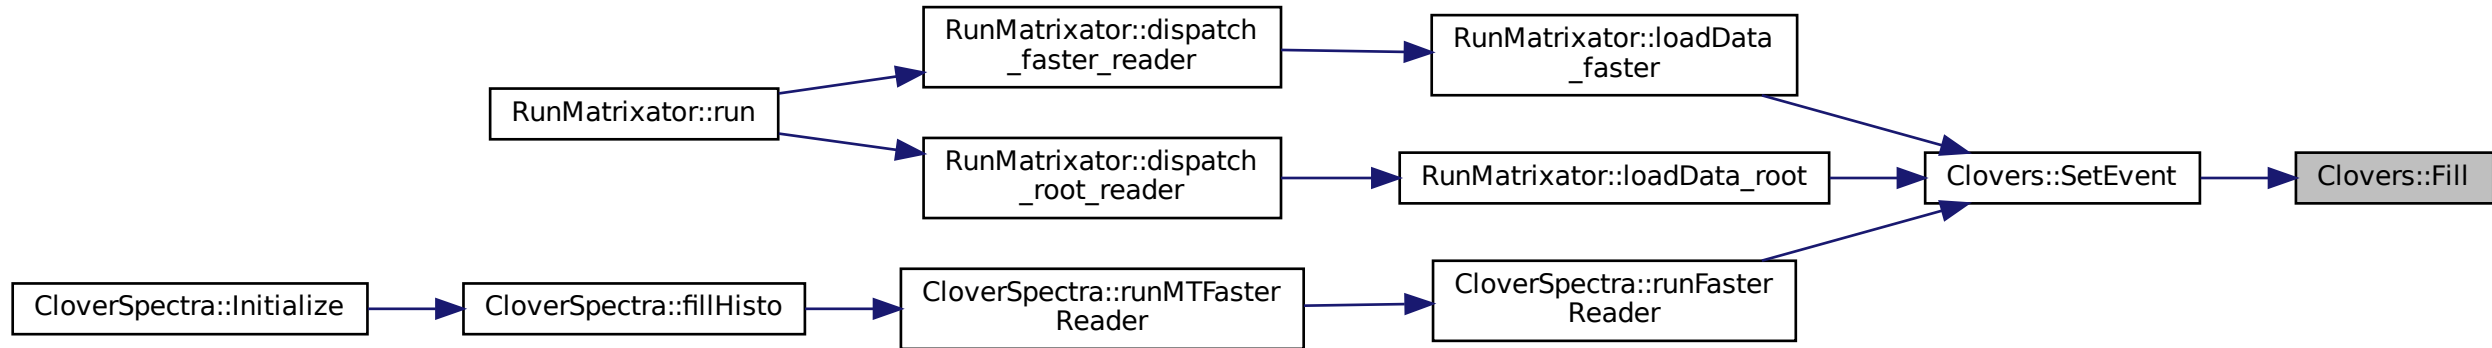 RunMatrixator::dispatch
_faster_reader
RunMatrixator::loadData
_faster
RunMatrixator::run
RunMatrixator::dispatch
_root_reader
RunMatrixator::loadData_root
Clovers::SetEvent
Clovers::Fill
CloverSpectra::Initialize
CloverSpectra::fillHisto
CloverSpectra::runMTFaster
Reader
CloverSpectra::runFaster
Reader